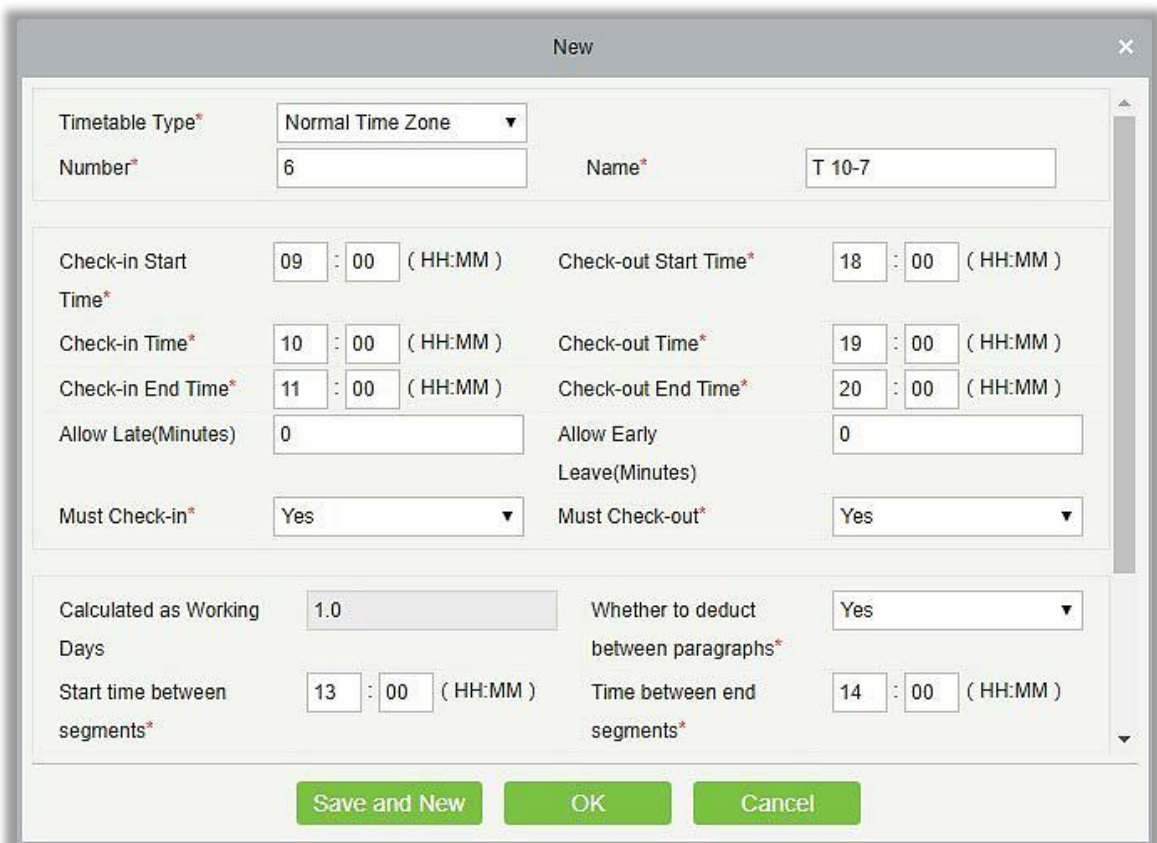 New ×
Timetable Type* Normal Time Zone ▼
Number* 6 Name* T 10-7
Check-in Start 09 : 00 ( HH:MM ) Check-out Start Time* 18 : 00 ( HH:MM )
Time*
Check-in Time* 10 : 00 ( HH:MM ) Check-out Time* 19 : 00 ( HH:MM )
Check-in End Time* 11 : 00 ( HH:MM ) Check-out End Time* 20 : 00 ( HH:MM )
Allow Late(Minutes) 0 Allow Early 0
Leave(Minutes)
Must Check-in* Yes ▼ Must Check-out* Yes ▼
Calculated as Working 1.0 Whether to deduct Yes ▼
Days between paragraphs*
Start time between 13 : 00 ( HH:MM ) Time between end 14 : 00 ( HH:MM )
segments* segments*
Save and New OK Cancel